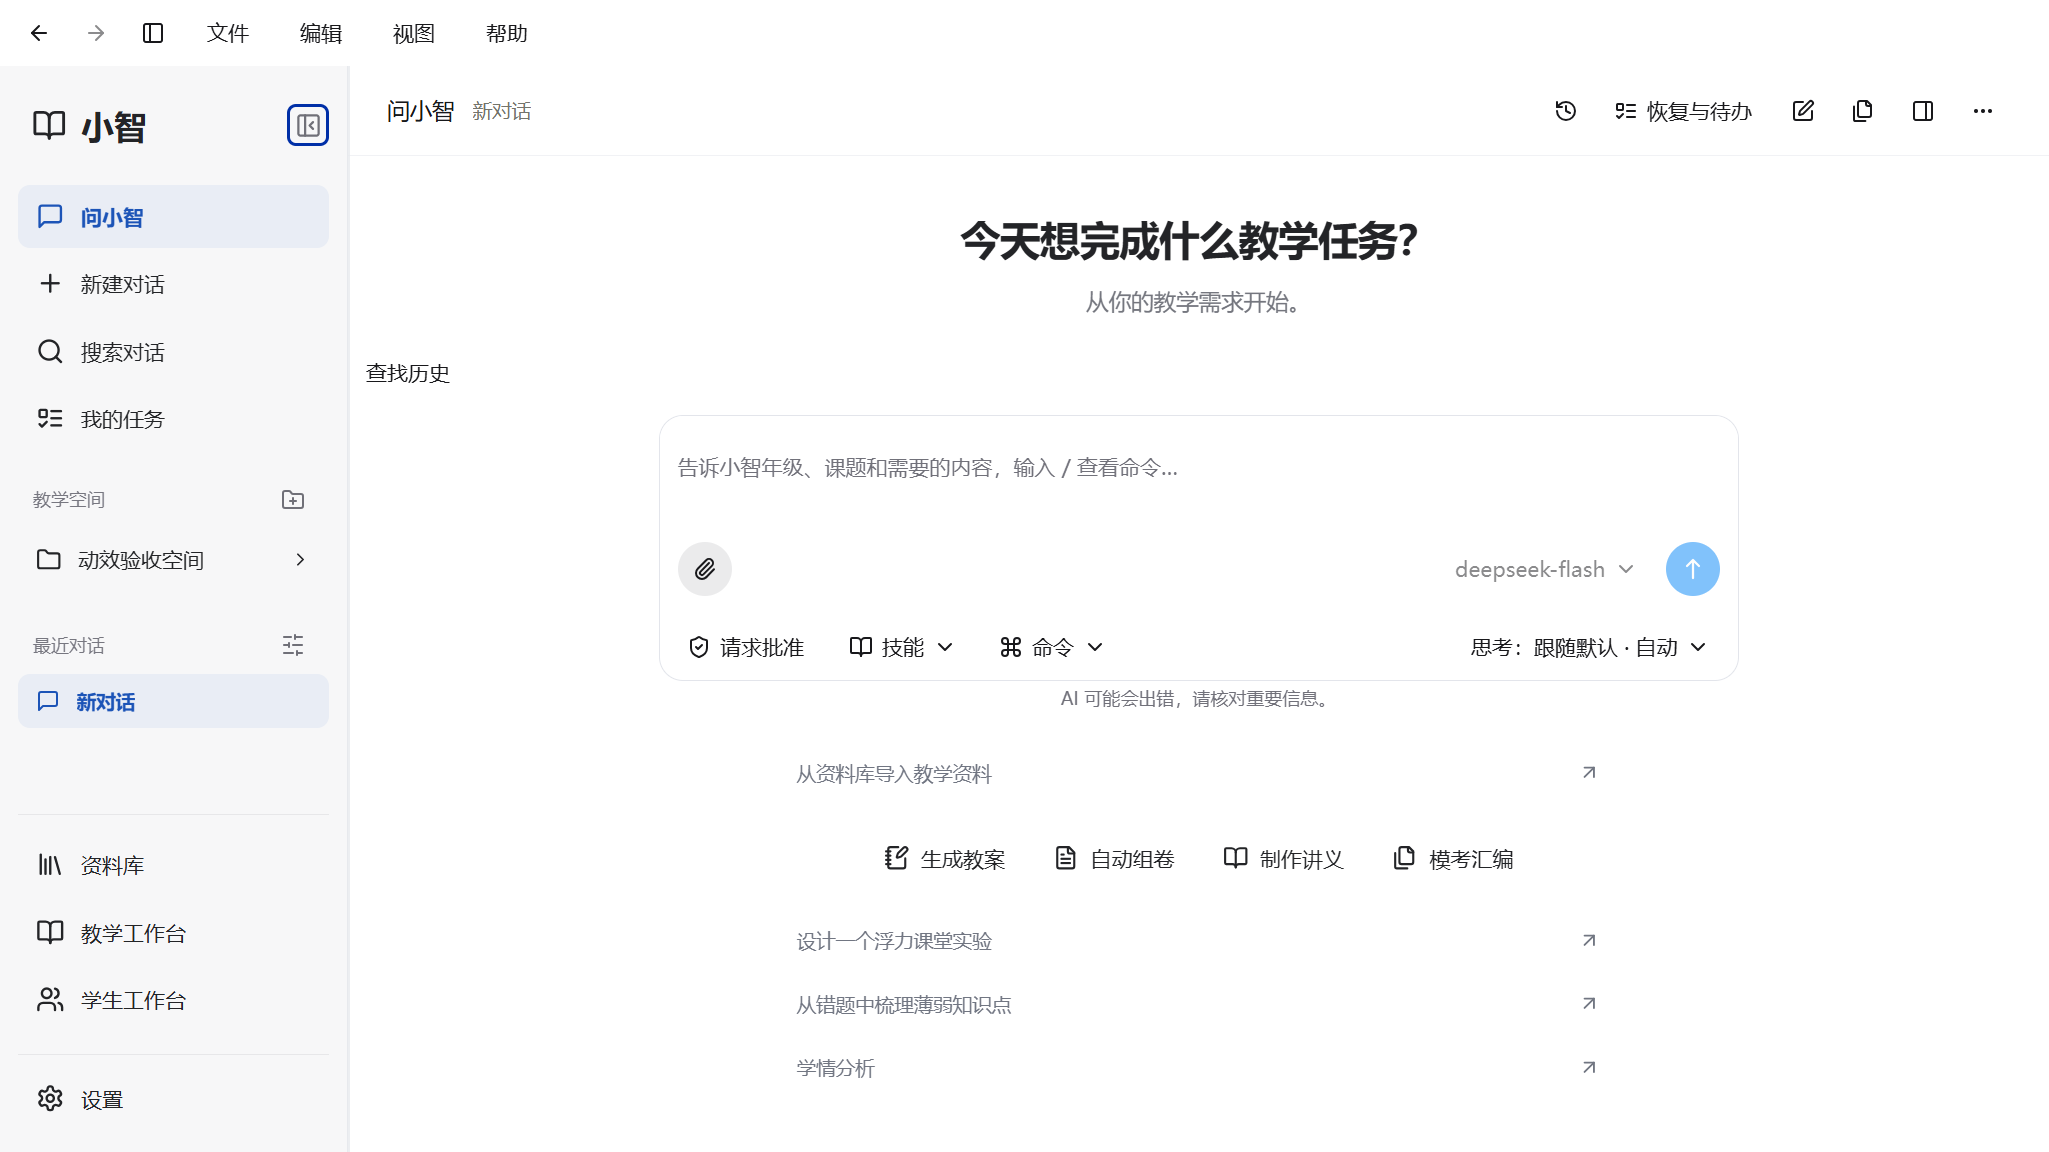 文件 编辑 视图 帮助
小智
问小智
新建对话
搜索对话
我的任务
教学空间
动效验收空间
最近对话
新对话
资料库
教学工作台
学生工作台
设置
问小智 新对话
恢复与待办
今天想完成什么教学任务？
从你的教学需求开始。
查找历史
告诉小智年级、课题和需要的内容，输入 / 查看命令...
deepseek-flash
请求批准 技能 命令 思考：跟随默认 · 自动
AI 可能会出错，请核对重要信息。
从资料库导入教学资料
生成教案 自动组卷 制作讲义 模考汇编
设计一个浮力课堂实验
从错题中梳理薄弱知识点
学情分析